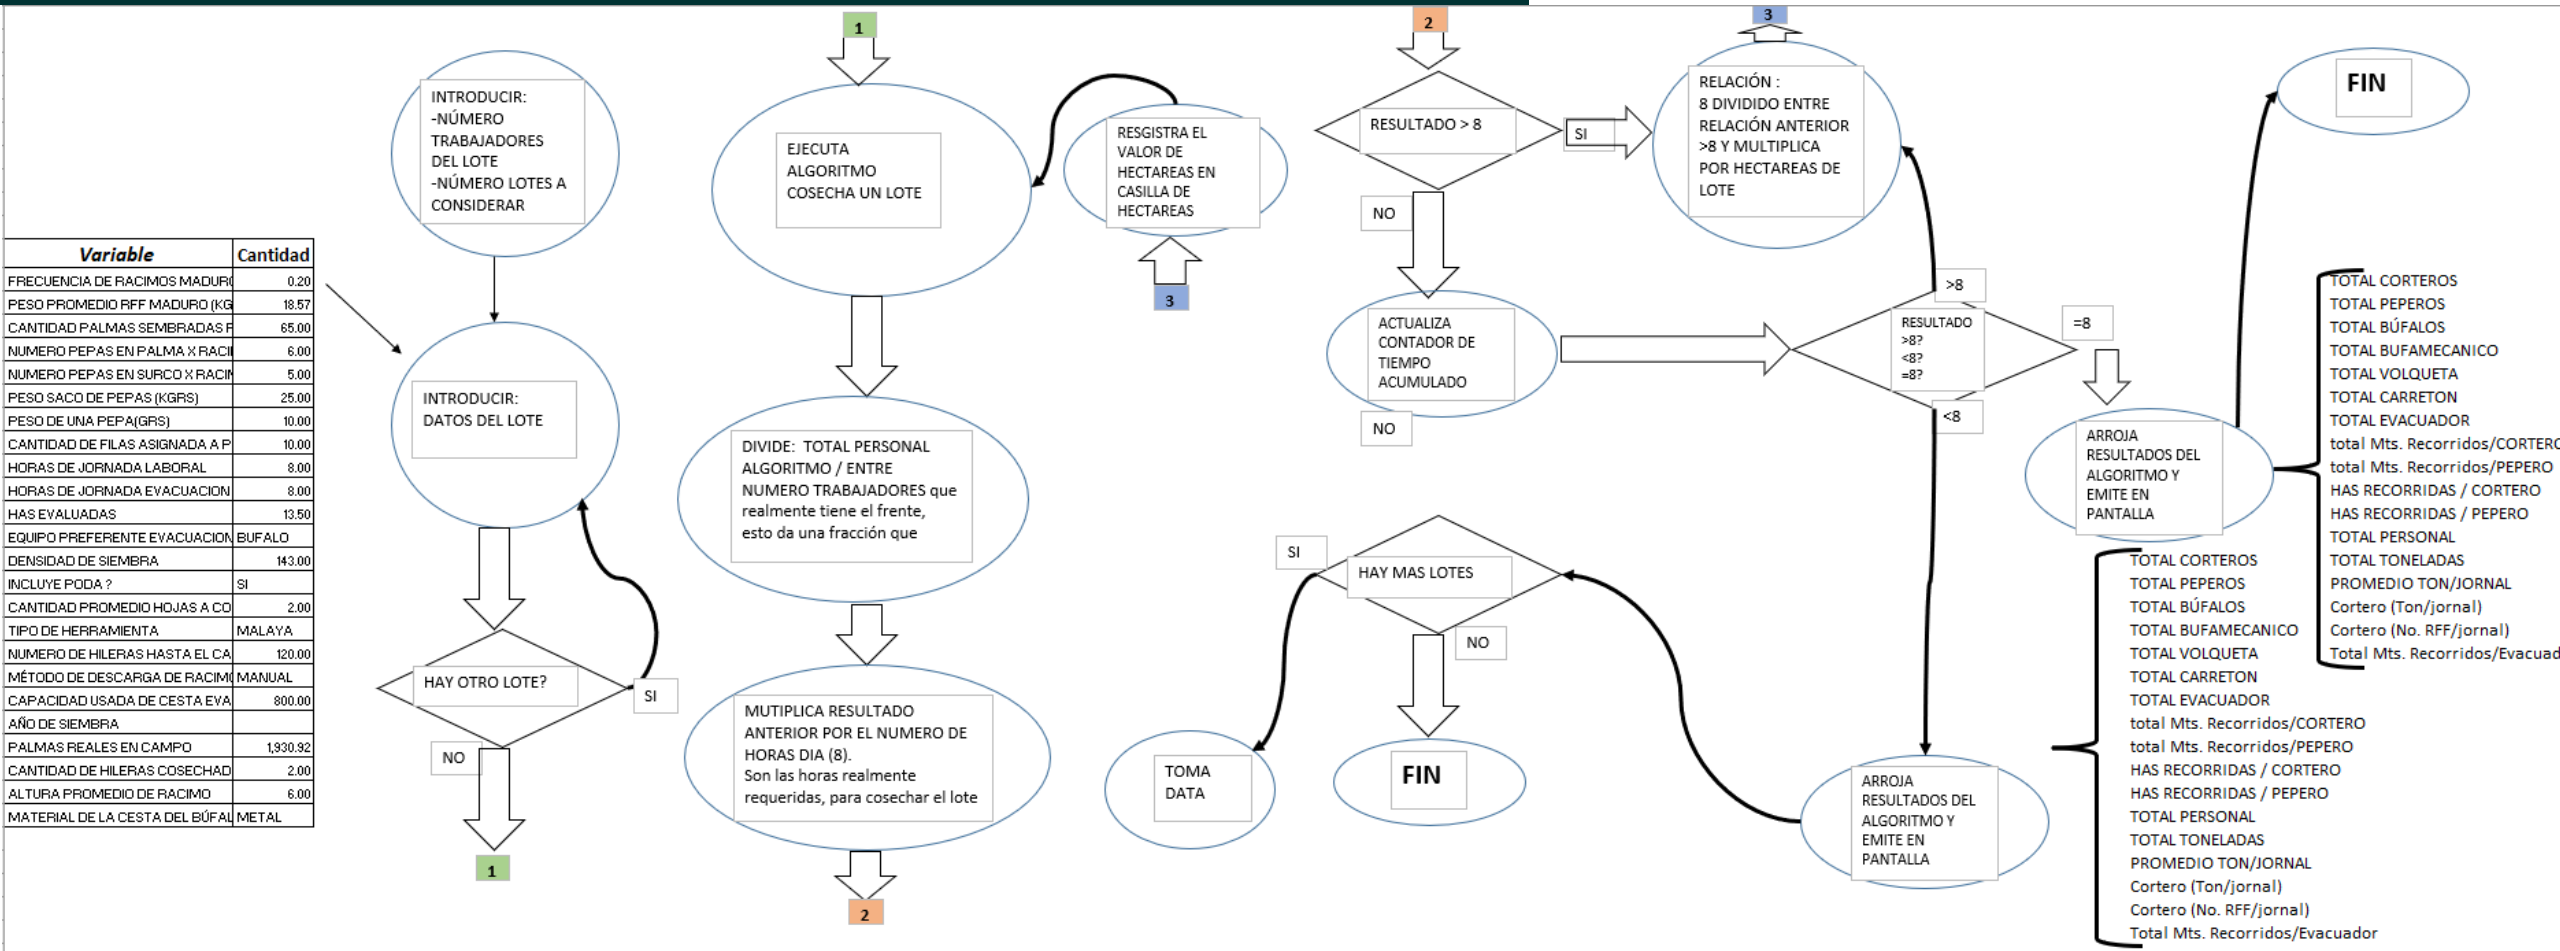 Variable Cantidad
FRECUENCIA DE RACIMOS 0.20
PESO PROMEDIO RFF MADURO 18.57
CANTIDAD PALMAS SEMBRADAS 65.00
NUMERO PEPAS EN PALMA X 6.00
NUMERO PEPAS EN SURCO X 5.00
PESO SACO DE PEPAS (KGRS) 25.00
PESO DE UNA PEPA(GRS) 10.00
CANTIDAD DE FILAS ASIGNADA A 10.00
HORAS DE JORNADA LABORAL 8.00
HORAS DE JORNADA EVACUACION 8.00
HAS EVALUADAS 13.50
EQUIPO PREFERENTE EVACUACION BUFALO
DENSIDAD DE SIEMBRA 143.00
INCLUYE PODA ? SI
CANTIDAD PROMEDIO HOJAS A CO 2.00
TIPO DE HERRAMIENTA MALAYA
NUMERO DE HILERAS HASTA EL CA 120.00
MÉTODO DE DESCARGA DE MANUAL
CAPACIDAD USADA DE CESTA EVA 800.00
AÑO DE SIEMBRA
PALMAS REALES EN CAMPO 1,930.92
CANTIDAD DE HILERAS COSECHAD 2.00
ALTURA PROMEDIO DE RACIMO 6.00
MATERIAL DE LA CESTA DEL METAL
INTRODUCIR:
-NÚMERO
TRABAJADORES
DEL LOTE
-NÚMERO LOTES A
CONSIDERAR
INTRODUCIR:
DATOS DEL LOTE
HAY OTRO LOTE?
SI
NO
1
1
EJECUTA
ALGORITMO
COSECHA UN LOTE
RESGISTRA EL
VALOR DE
HECTAREAS EN
CASILLA DE
HECTAREAS
3
DIVIDE: TOTAL PERSONAL
ALGORITMO / ENTRE
NUMERO TRABAJADORES que
realmente tiene el frente,
esto da una fracción que
MUTIPLICA RESULTADO
ANTERIOR POR EL NUMERO DE
HORAS DIA (8).
Son las horas realmente
requeridas, para cosechar el lote
2
2
RESULTADO > 8
SI
NO
3
RELACIÓN :
8 DIVIDIDO ENTRE
RELACIÓN ANTERIOR
>8 Y MULTIPLICA
POR HECTAREAS DE
LOTE
ACTUALIZA
CONTADOR DE
TIEMPO
ACUMULADO
NO
>8
RESULTADO
>8?
<8?
=8?
=8
<8
HAY MAS LOTES
SI
NO
TOMA
DATA
FIN
ARROJA
RESULTADOS DEL
ALGORITMO Y
EMITE EN
PANTALLA
TOTAL CORTEROS
TOTAL PEPEROS
TOTAL BÚFALOS
TOTAL BUFAMECANICO
TOTAL VOLQUETA
TOTAL CARRETON
TOTAL EVACUADOR
total Mts. Recorridos/CORTERO
total Mts. Recorridos/PEPERO
HAS RECORRIDAS / CORTERO
HAS RECORRIDAS / PEPERO
TOTAL PERSONAL
TOTAL TONELADAS
PROMEDIO TON/JORNAL
Cortero (Ton/jornal)
Cortero (No. RFF/jornal)
Total Mts. Recorridos/Evacuador
FIN
ARROJA
RESULTADOS DEL
ALGORITMO Y
EMITE EN
PANTALLA
TOTAL CORTEROS
TOTAL PEPEROS
TOTAL BÚFALOS
TOTAL BUFAMECANICO
TOTAL VOLQUETA
TOTAL CARRETON
TOTAL EVACUADOR
total Mts. Recorridos/CORTERO
total Mts. Recorridos/PEPERO
HAS RECORRIDAS / CORTERO
HAS RECORRIDAS / PEPERO
TOTAL PERSONAL
TOTAL TONELADAS
PROMEDIO TON/JORNAL
Cortero (Ton/jornal)
Cortero (No. RFF/jornal)
Total Mts. Recorridos/Evacuad